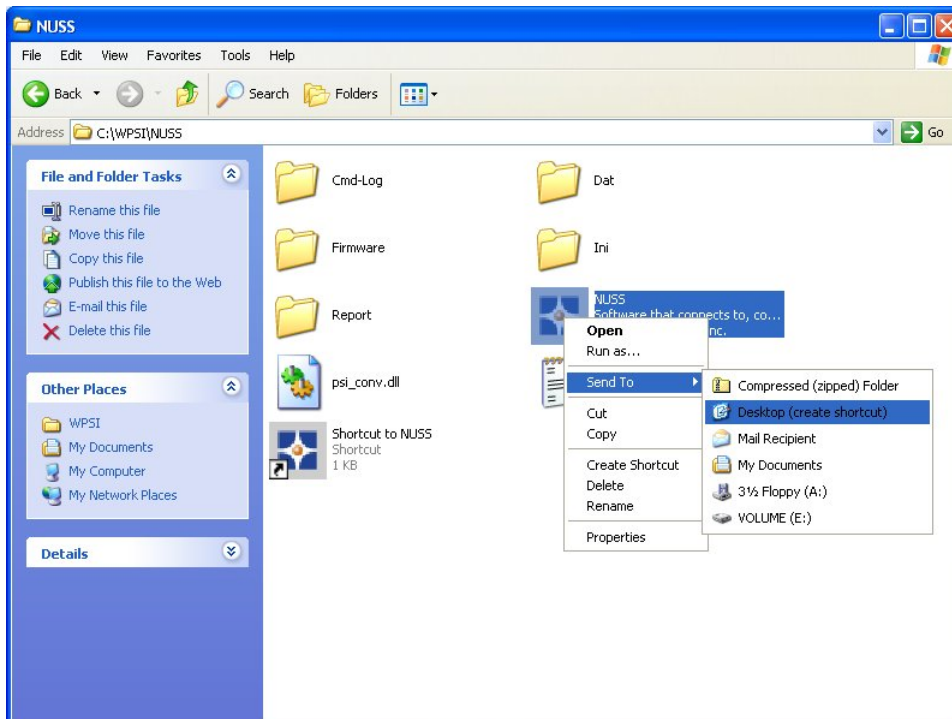 NUSS
File Edit View Favorites Tools Help
Back Search Folders
Address C:\WPSI\NUSS Go
File and Folder Tasks
Rename this file
Move this file
Copy this file
Publish this file to the Web
E-mail this file
Delete this file
Other Places
WPSI
My Documents
My Computer
My Network Places
Details
Cmd-Log
Dat
Firmware
Ini
Report
NUSS
Software that connects to, co...
nc.
psi_conv.dll
Shortcut to NUSS
Shortcut
1 KB
Open
Run as...
Send To
Cut
Copy
Create Shortcut
Delete
Rename
Properties
Compressed (zipped) Folder
Desktop (create shortcut)
Mail Recipient
My Documents
3½ Floppy (A:)
VOLUME (E:)